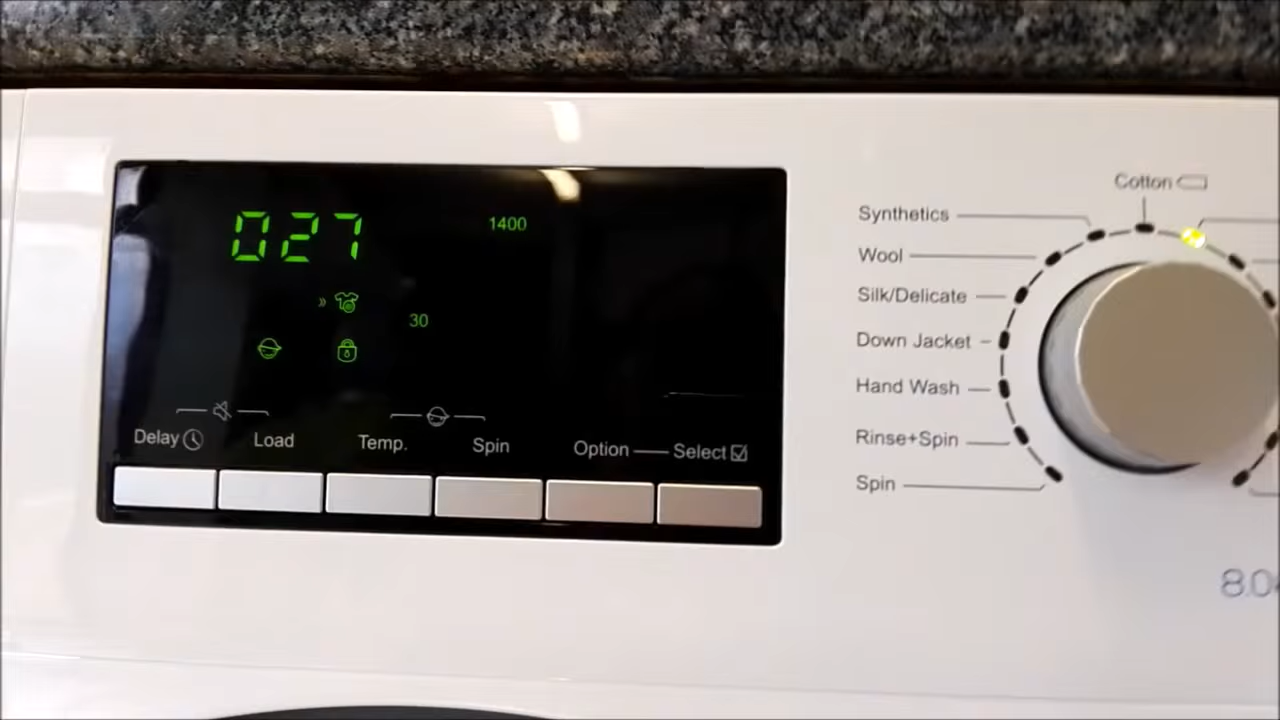 027
1400
30
Delay
Load
Temp.
Spin
Option
Select
Cotton
Synthetics
Wool
Silk/Delicate
Down Jacket
Hand Wash
Rinse+Spin
Spin
8.0